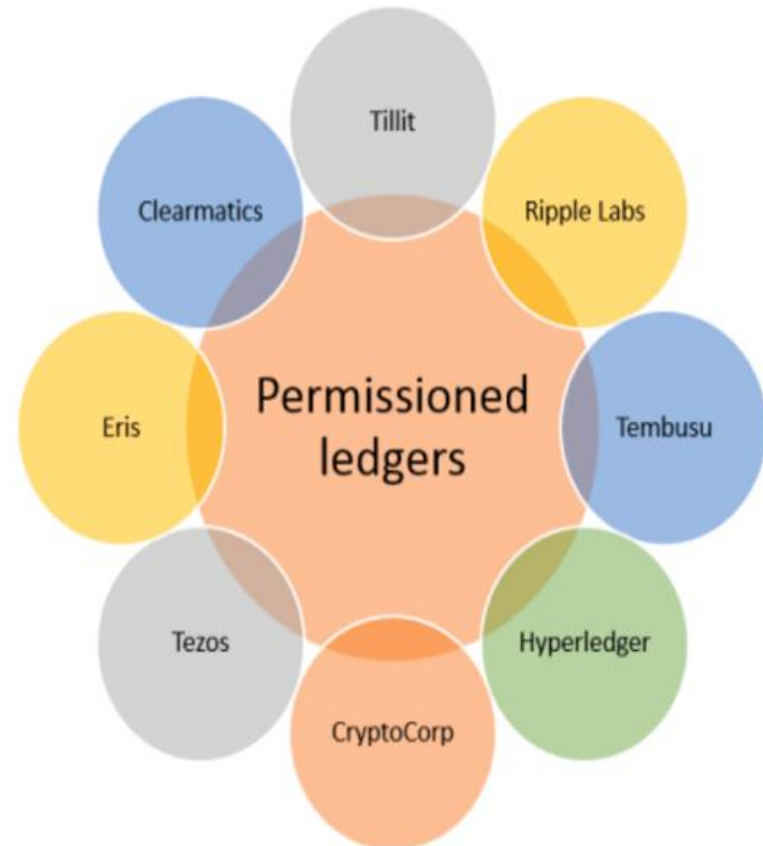 Tillit
Clearmatics
Ripple Labs
Permissioned
ledgers
Eris
Tembusu
Tezos
Hyperledger
CryptoCorp